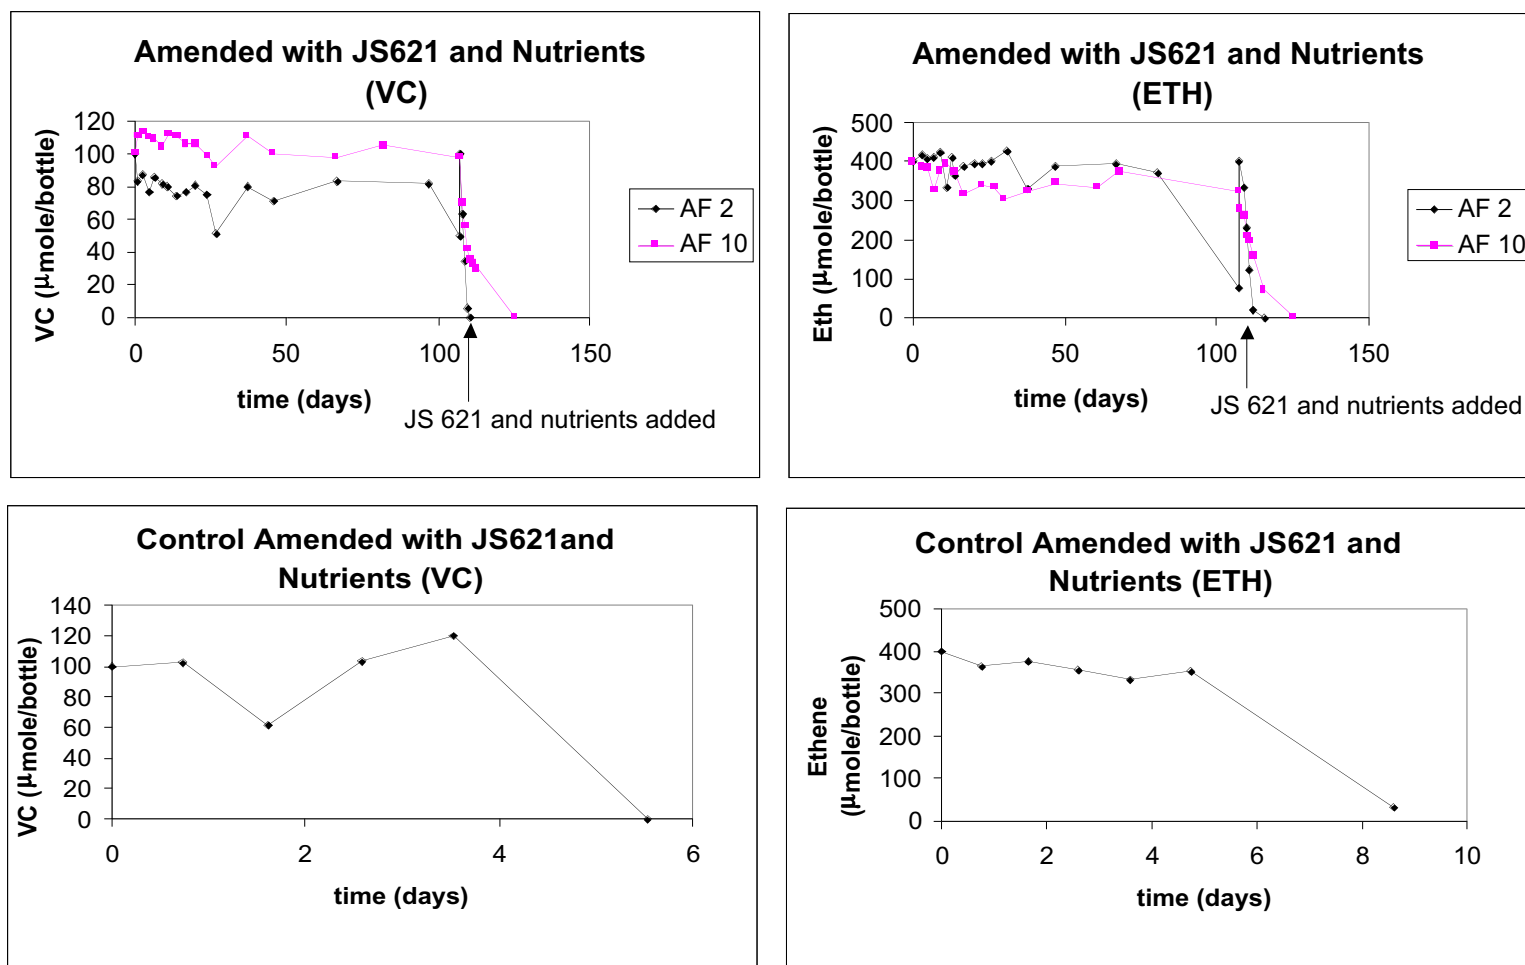 Amended with JS621 and Nutrients
(VC)
VC (µmole/bottle)
120
100
80
60
40
20
0
0 50 100 150
time (days)
JS 621 and nutrients added
AF 2
AF 10
Amended with JS621 and Nutrients
(ETH)
Eth (µmole/bottle)
500
400
300
200
100
0
0 50 100 150
time (days)
JS 621 and nutrients added
AF 2
AF 10
Control Amended with JS621and
Nutrients (VC)
VC (µmole/bottle)
140
120
100
80
60
40
20
0
0 2 4 6
time (days)
Control Amended with JS621 and
Nutrients (ETH)
Ethene
(µmole/bottle)
500
400
300
200
100
0
0 2 4 6 8 10
time (days)